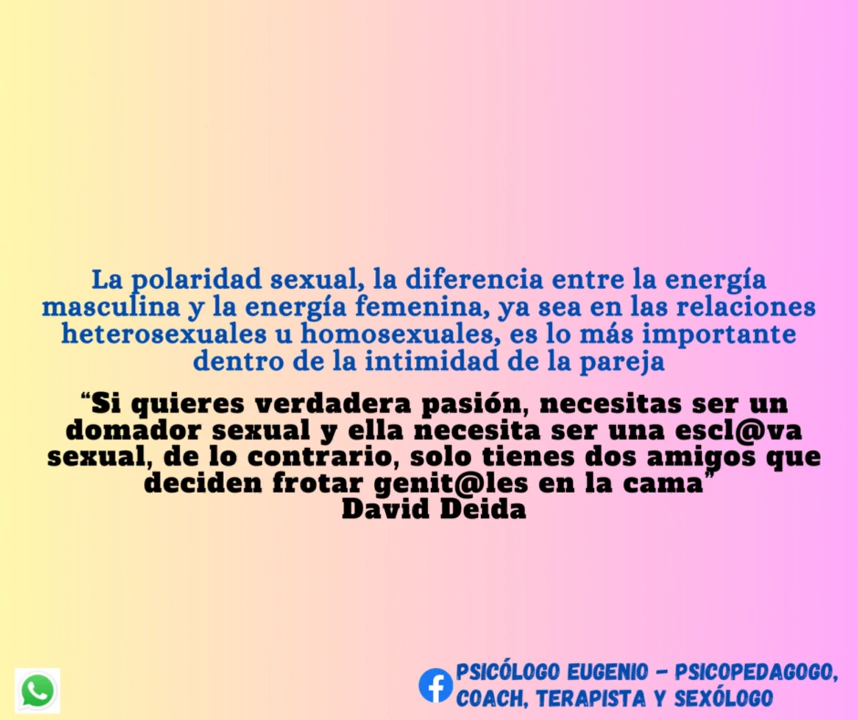 La polaridad sexual, la diferencia entre la energía
masculina y la energía femenina, ya sea en las relaciones
heterosexuales u homosexuales, es lo más importante
dentro de la intimidad de la pareja
“Si quieres verdadera pasión, necesitas ser un
domador sexual y ella necesita ser una escl@va
sexual, de lo contrario, solo tienes dos amigos que
deciden frotar genit@les en la cama”
David Deida
PSICÓLOGO EUGENIO – PSICOPEDAGOGO,
COACH, TERAPISTA Y SEXÓLOGO